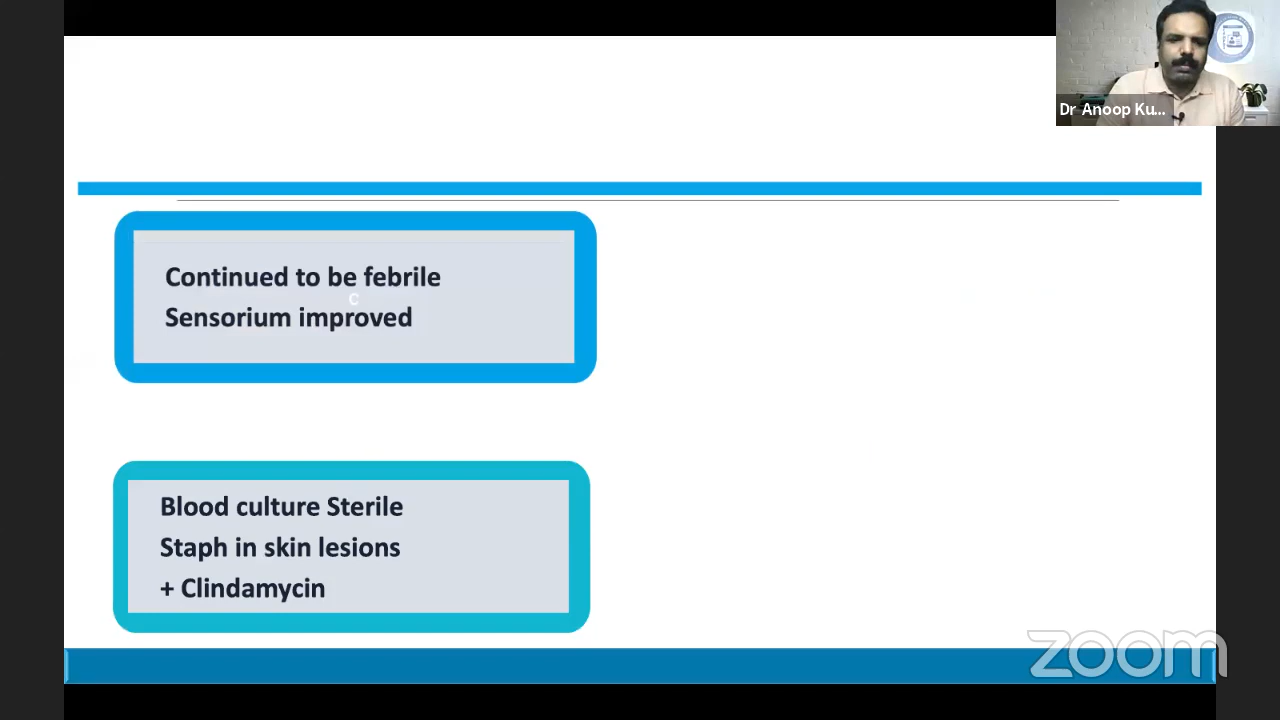 Dr Anoop Ku...
Continued to be febrile
c
Sensorium improved
Blood culture Sterile
Staph in skin lesions
+ Clindamycin
zoom